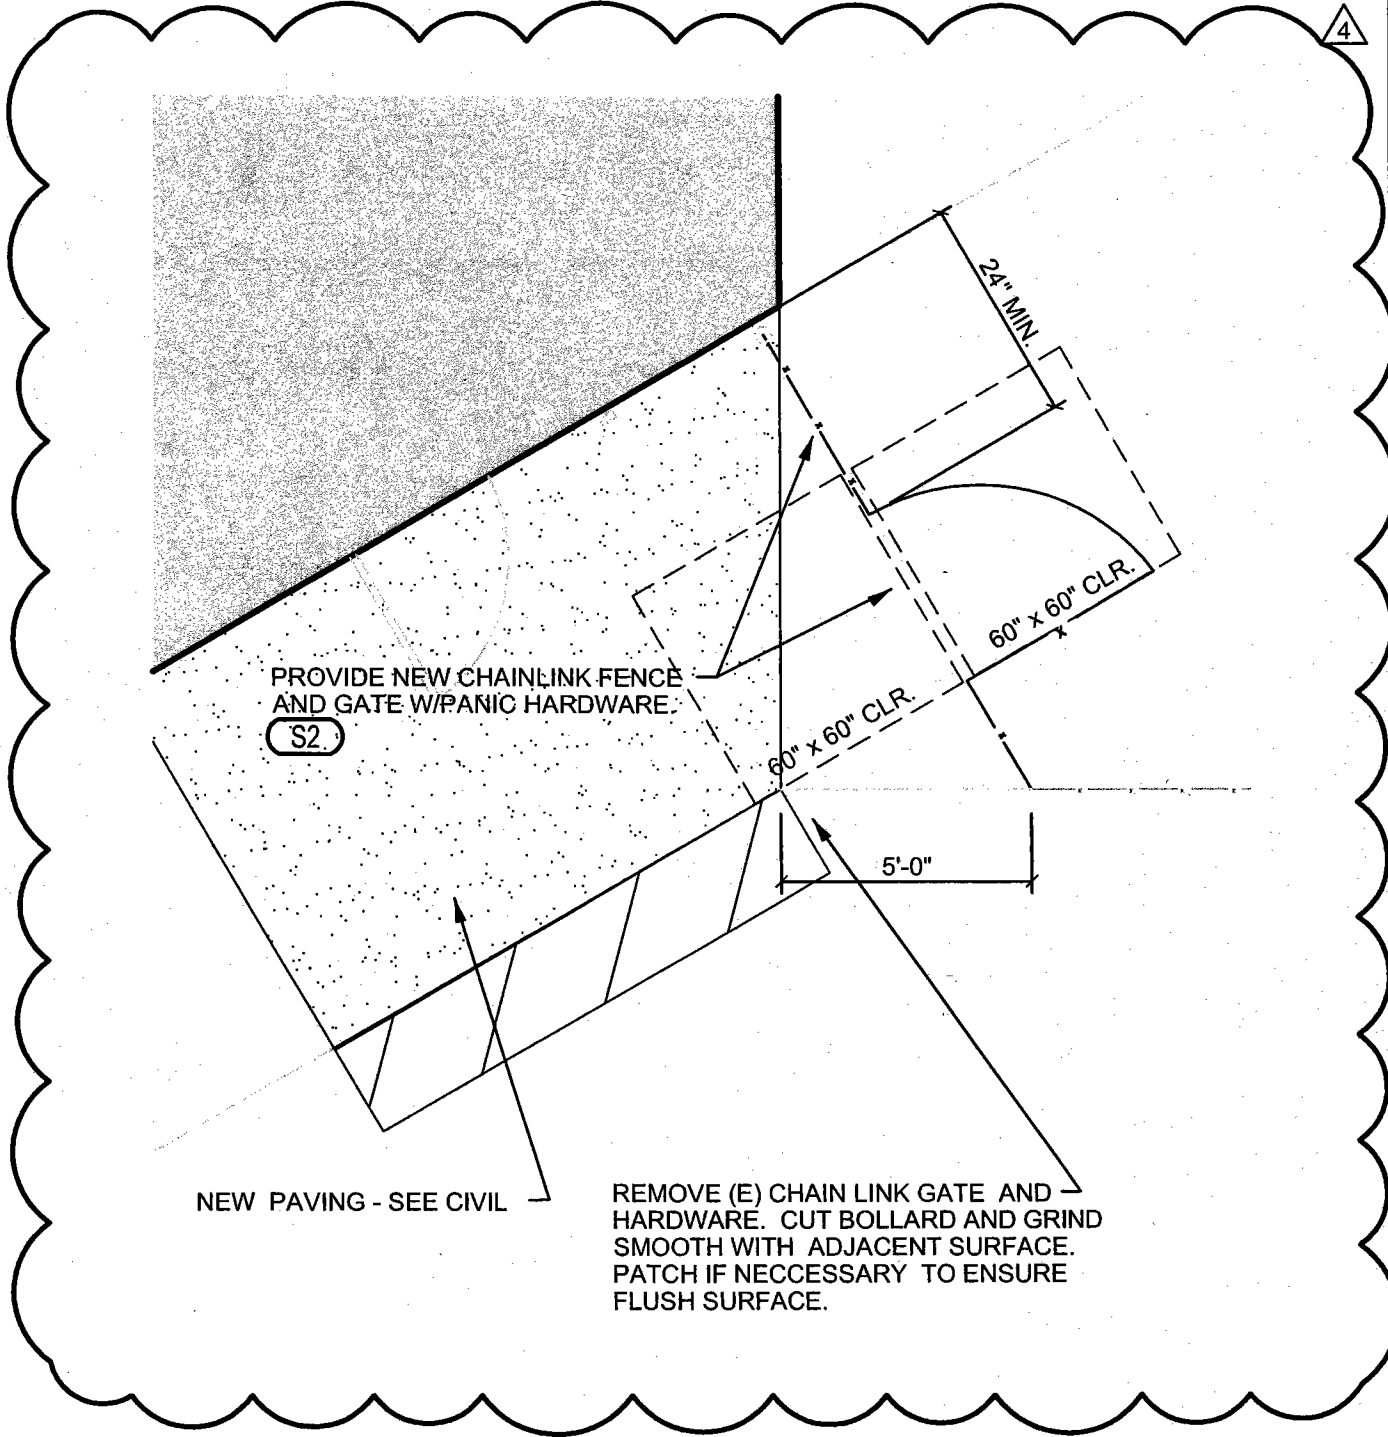 4
24" MIN.
60" x 60" CLR.
PROVIDE NEW CHAINLINK FENCE
AND GATE W/PANIC HARDWARE.
S2
60" x 60" CLR.
5'-0"
NEW PAVING - SEE CIVIL
REMOVE (E) CHAIN LINK GATE AND
HARDWARE. CUT BOLLARD AND GRIND
SMOOTH WITH ADJACENT SURFACE.
PATCH IF NECCESSARY TO ENSURE
FLUSH SURFACE.